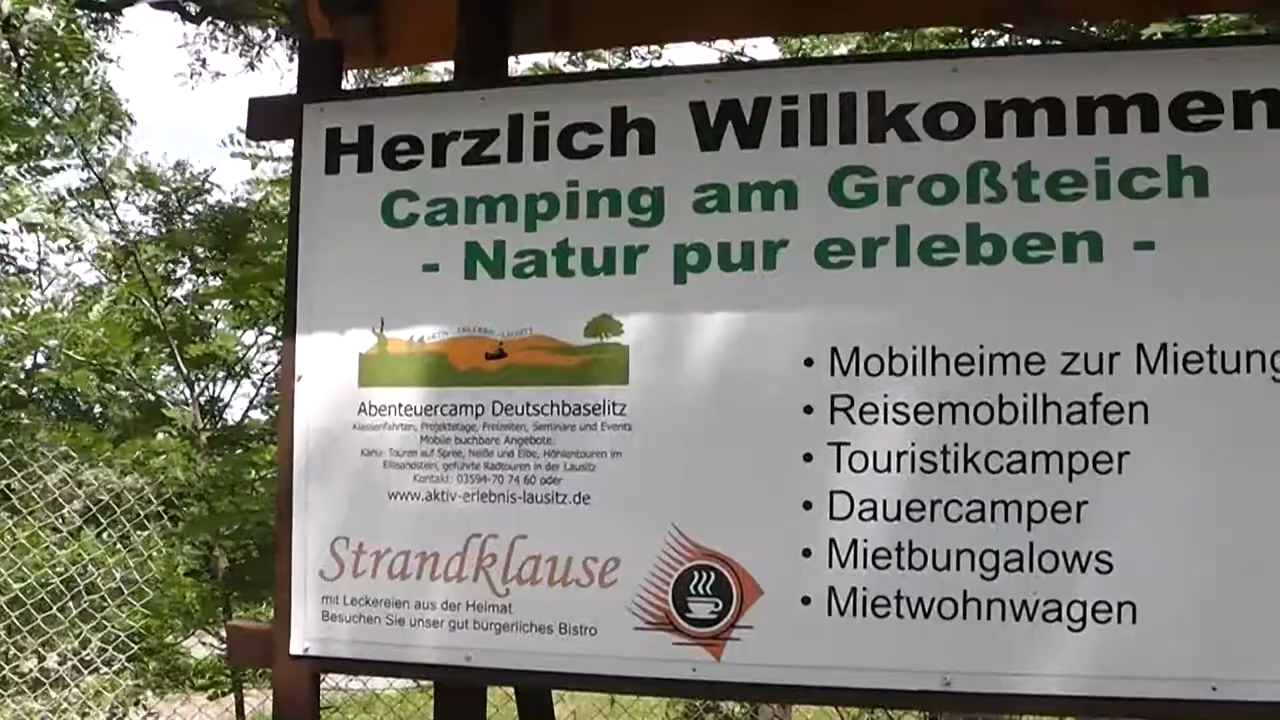 Herzlich Willkommen
Camping am Großteich
- Natur pur erleben -
AKTIV - ERLEBNIS - LAUSITZ
Abenteuercamp Deutschbaselitz
Klassenfahrten, Projekttage, Freizeiten, Seminare und Events
Mobile buchbare Angebote:
Kanu- Touren auf Spree, Neiße und Elbe, Höhlentouren im
Elbsandstein, geführte Radtouren in der Lausitz
Kontakt: 03594-70 74 60 oder
www.aktiv-erlebnis-lausitz.de
Strandklause
mit Leckereien aus der Heimat
Besuchen Sie unser gut bürgerliches Bistro
• Mobilheime zur Mietung
• Reisemobilhafen
• Touristikcamper
• Dauercamper
• Mietbungalows
• Mietwohnwagen